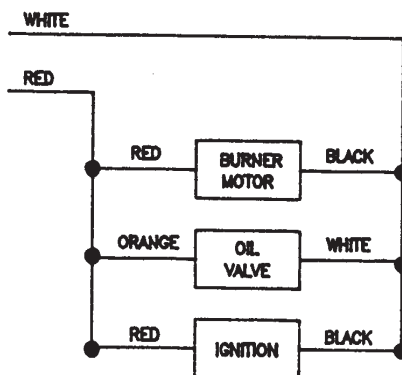 WHITE
RED
RED
BURNER
MOTOR
BLACK
ORANGE
OIL
VALVE
WHITE
RED
IGNITION
BLACK